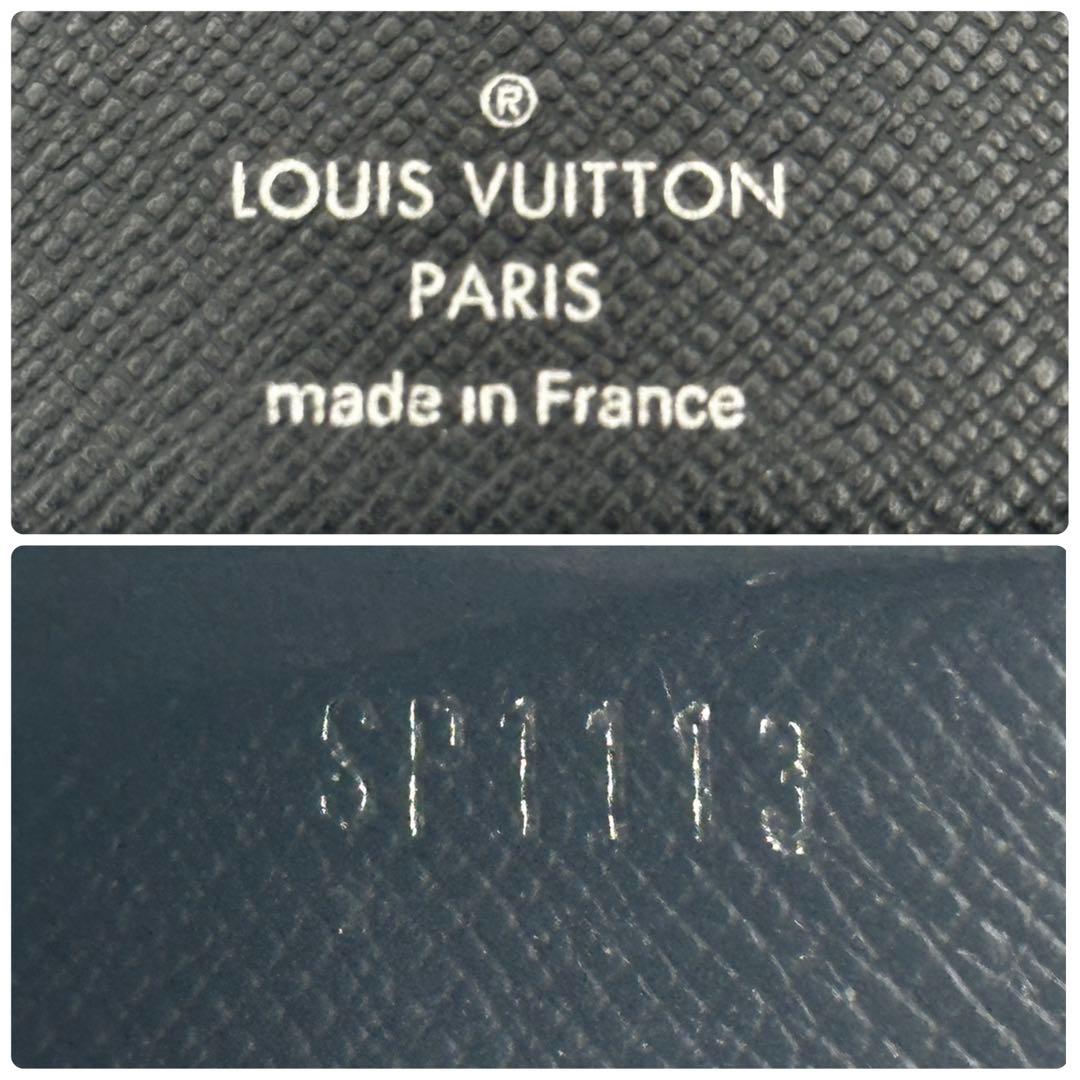 ®
LOUIS VUITTON
PARIS
made in France
SP1113